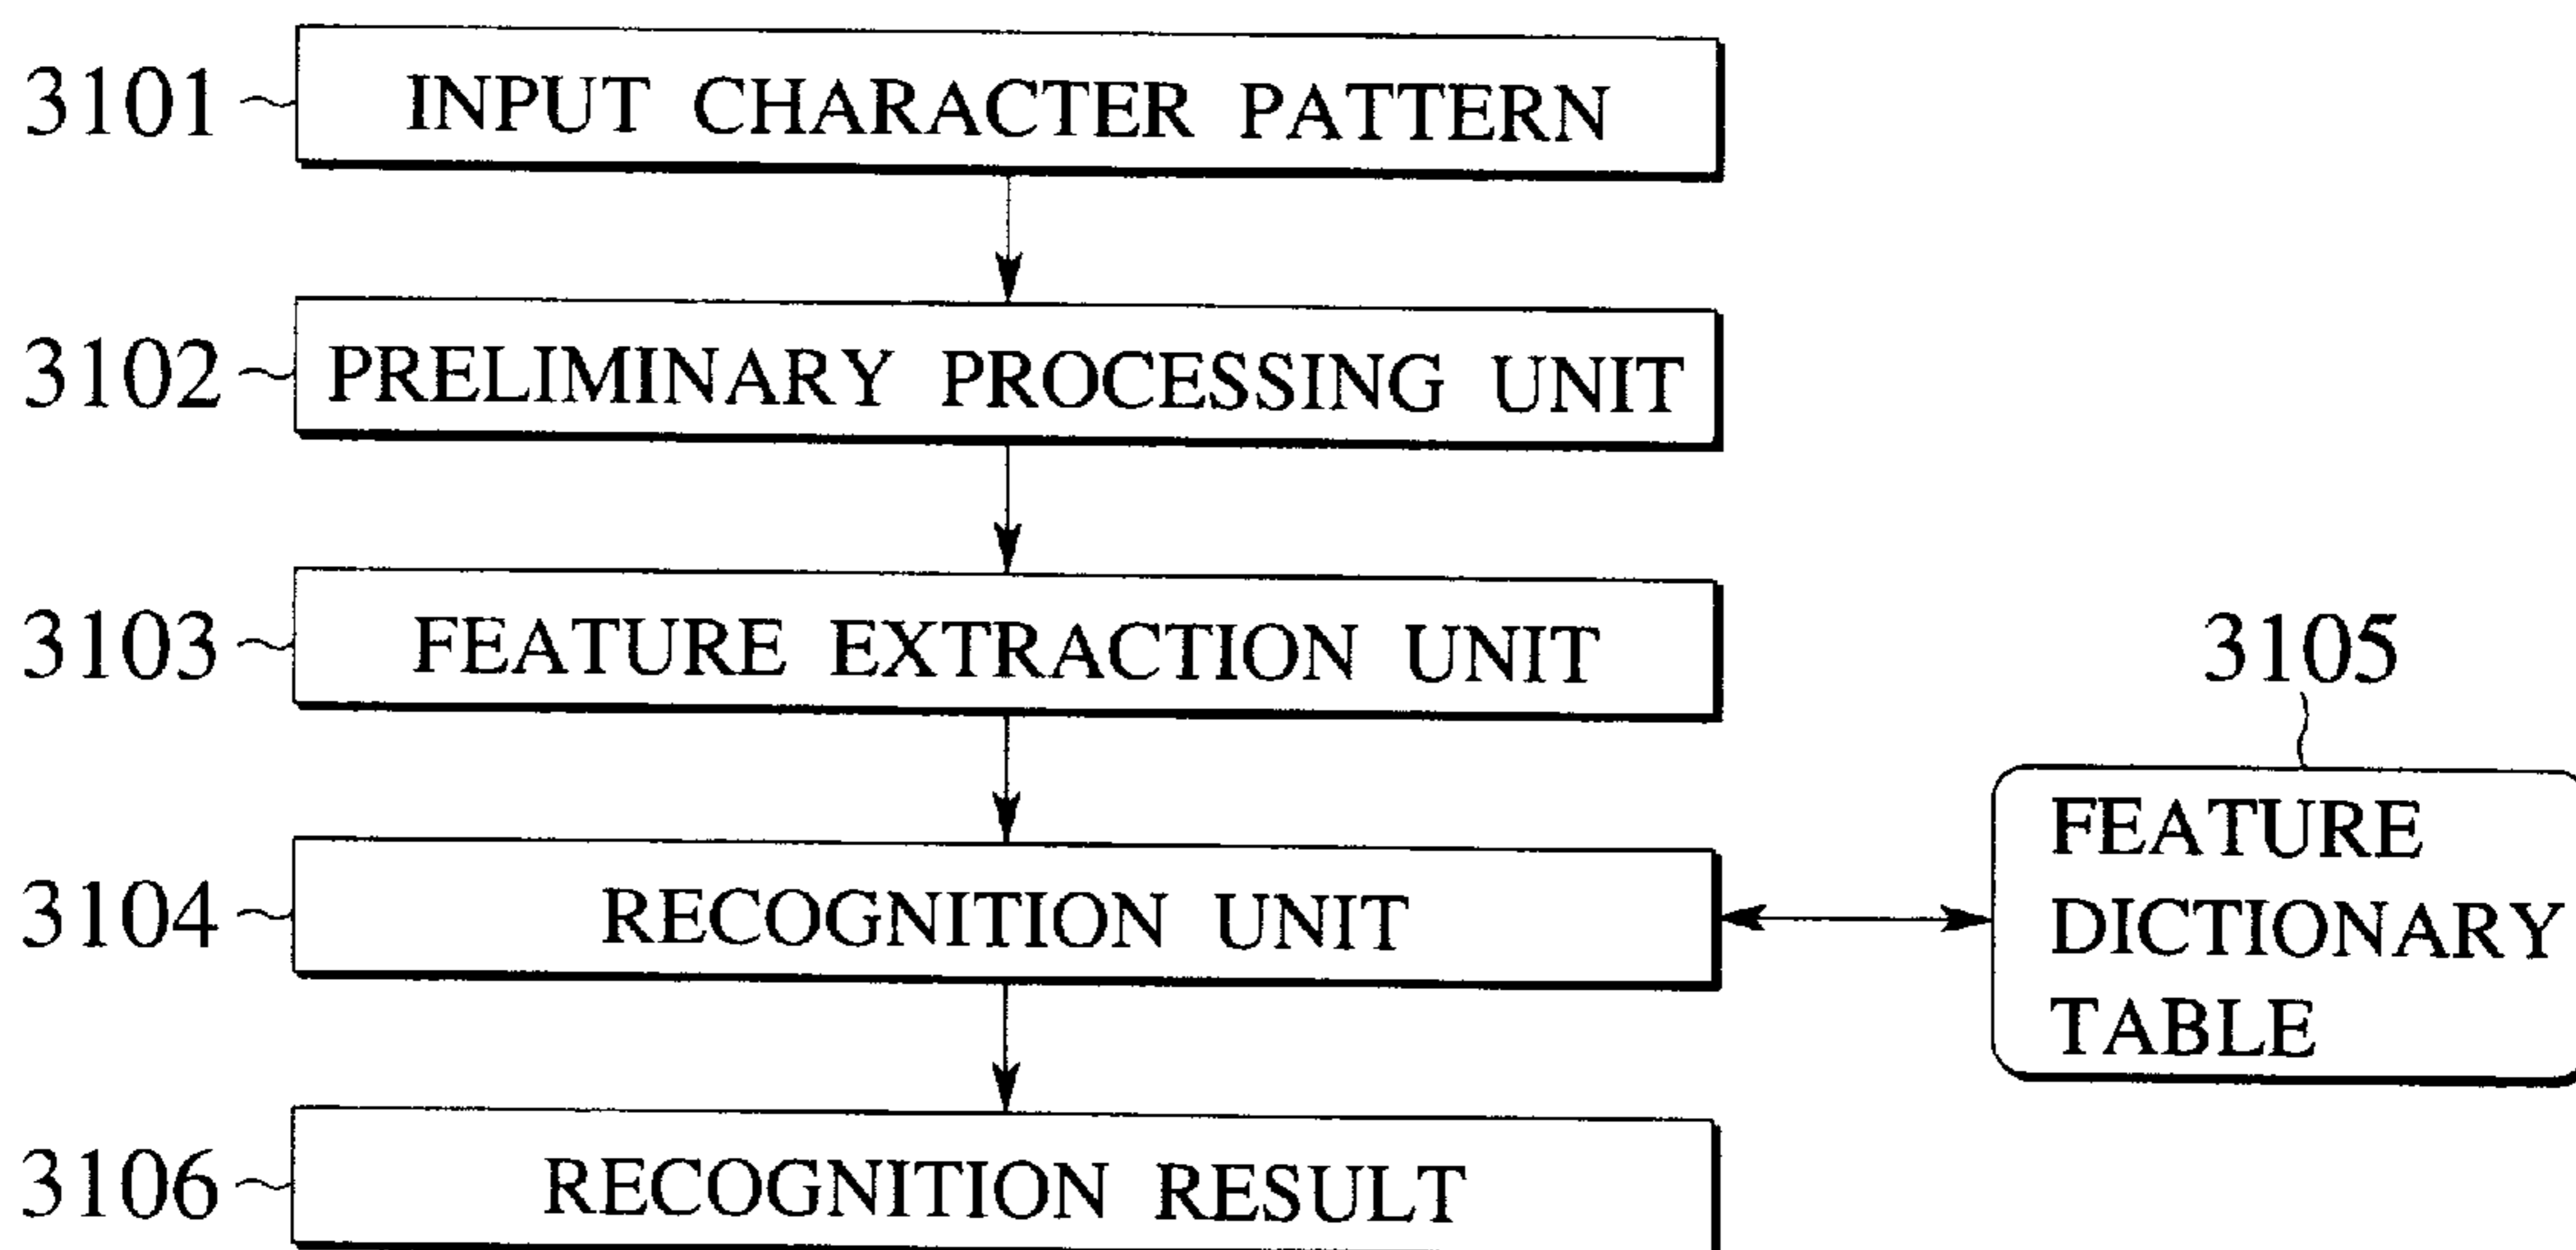 3101 INPUT CHARACTER PATTERN
3102 PRELIMINARY PROCESSING UNIT
3103 FEATURE EXTRACTION UNIT
3104 RECOGNITION UNIT
3105
FEATURE
DICTIONARY
TABLE
3106 RECOGNITION RESULT